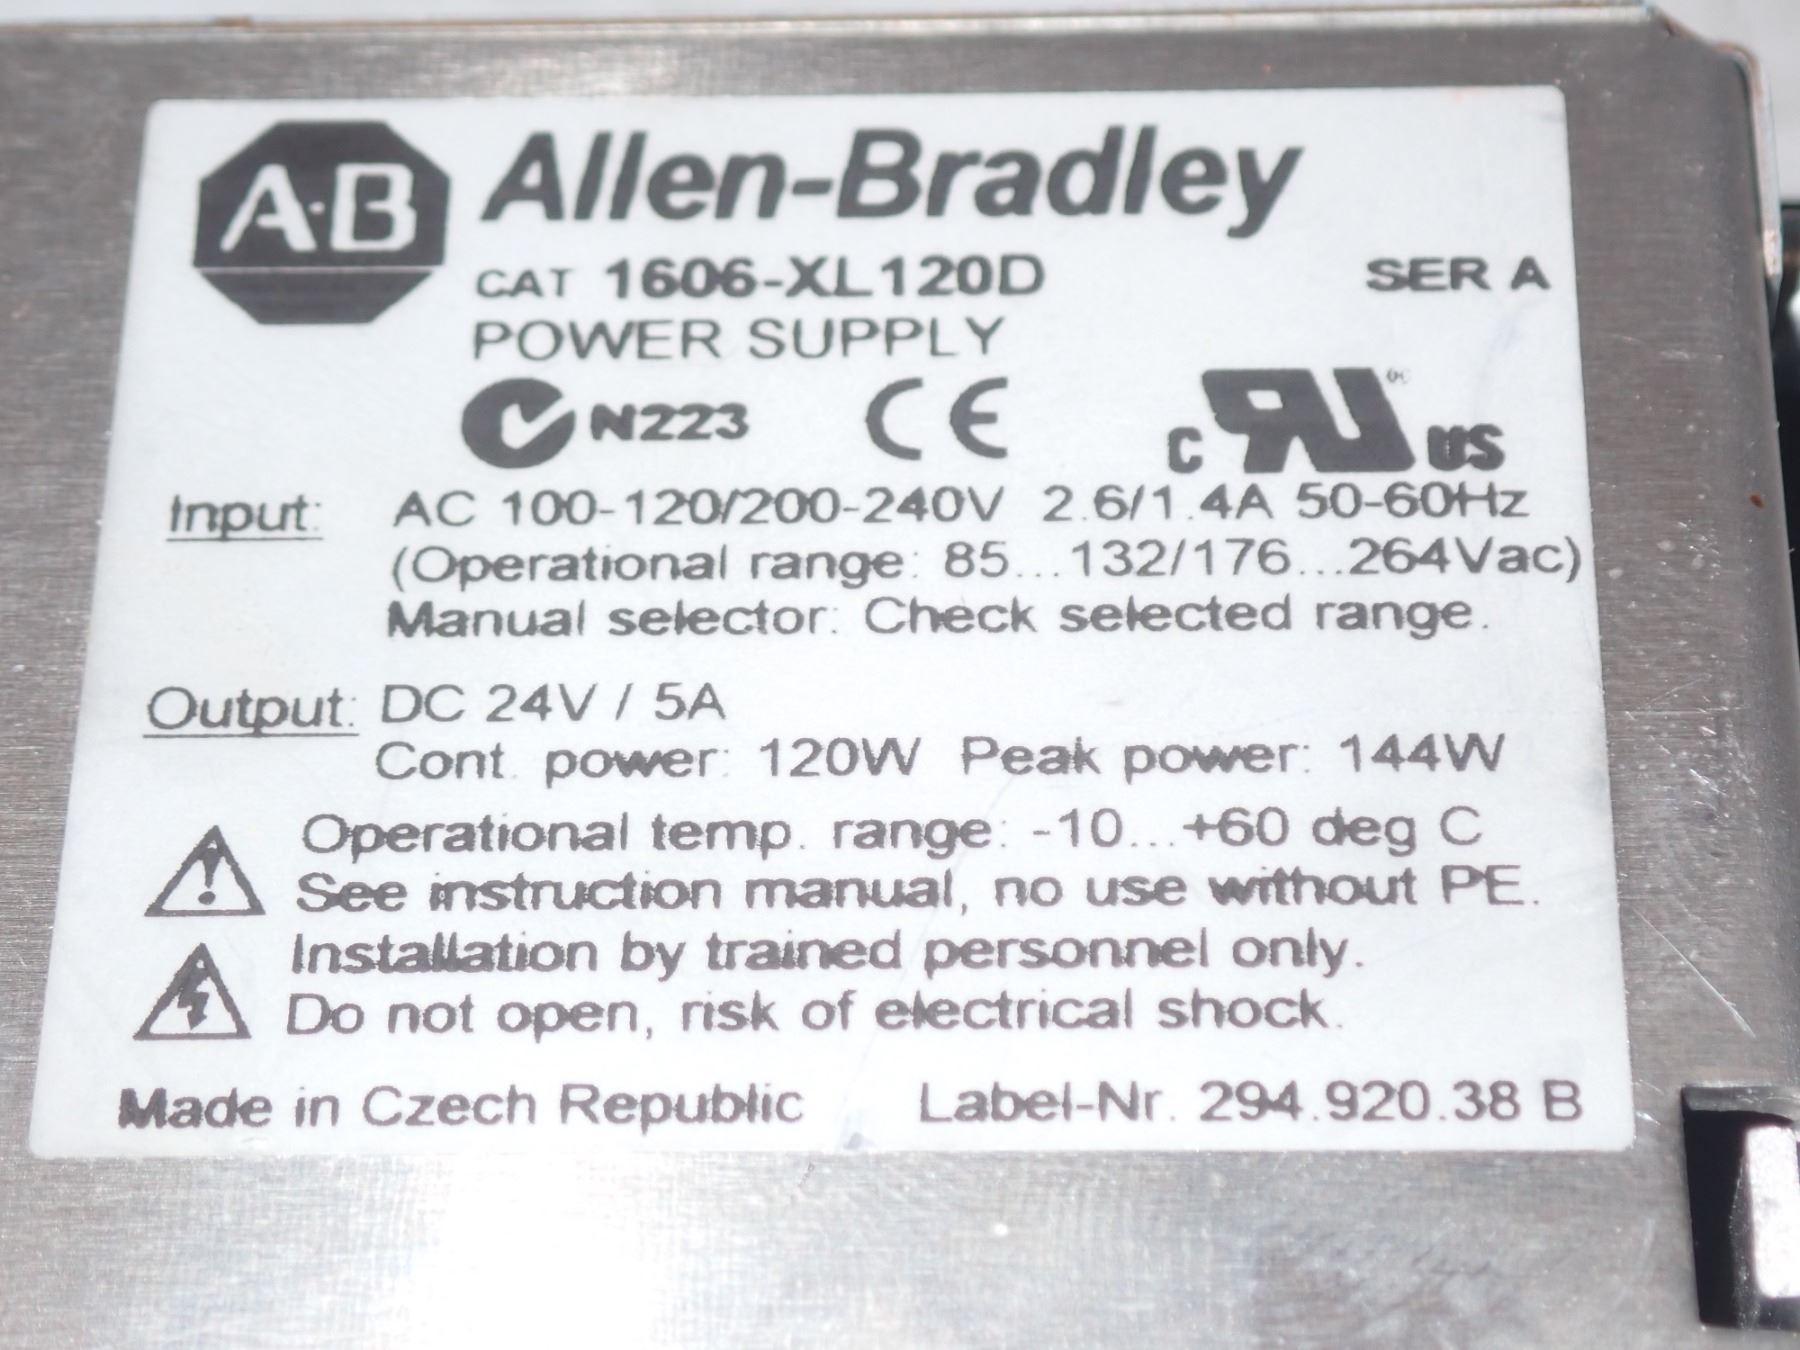 A·B Allen-Bradley
CAT 1606-XL120D SER A
POWER SUPPLY
N223 CE c RU us
Input: AC 100-120/200-240V 2.6/1.4A 50-60Hz
(Operational range: 85...132/176...264Vac)
Manual selector: Check selected range.
Output: DC 24V / 5A
Cont. power: 120W Peak power: 144W
Operational temp. range: -10...+60 deg C
See instruction manual, no use without PE.
Installation by trained personnel only.
Do not open, risk of electrical shock.
Made in Czech Republic Label-Nr. 294.920.38 B